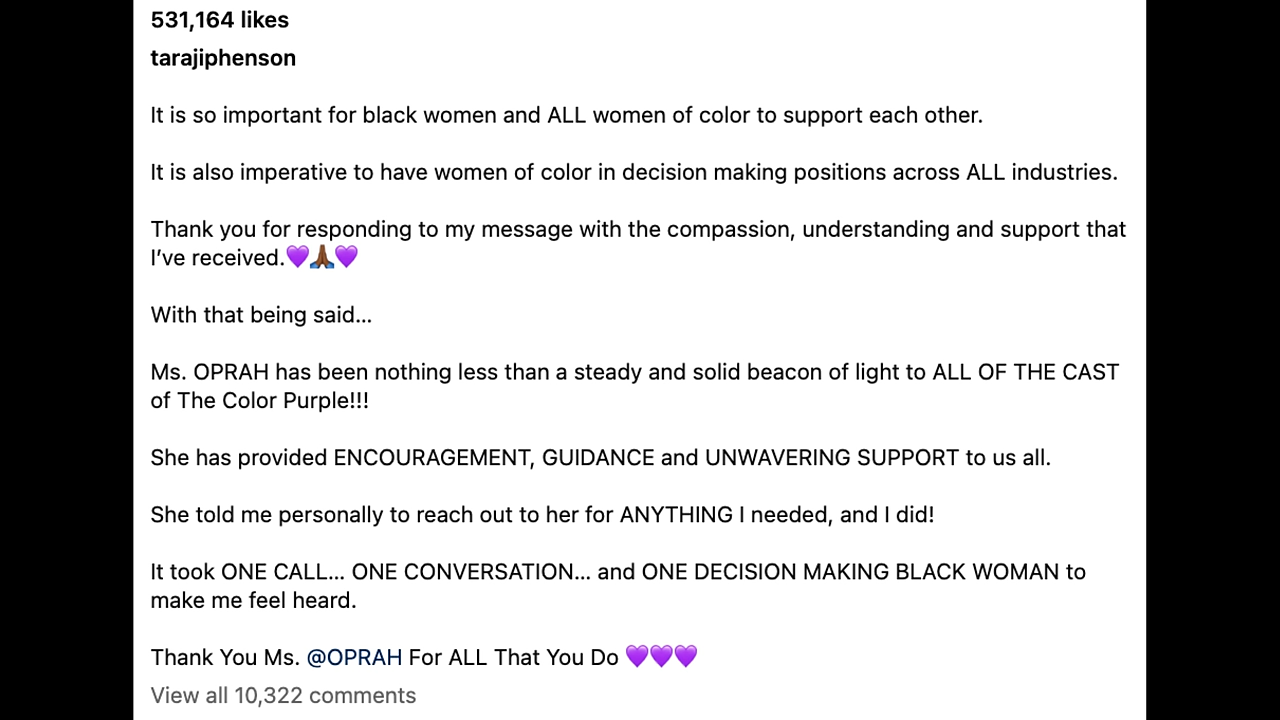 531,164 likes
tarajiphenson
It is so important for black women and ALL women of color to support each other.
It is also imperative to have women of color in decision making positions across ALL industries.
Thank you for responding to my message with the compassion, understanding and support that
I’ve received.💜🙏🏾💜
With that being said...
Ms. OPRAH has been nothing less than a steady and solid beacon of light to ALL OF THE CAST
of The Color Purple!!!
She has provided ENCOURAGEMENT, GUIDANCE and UNWAVERING SUPPORT to us all.
She told me personally to reach out to her for ANYTHING I needed, and I did!
It took ONE CALL... ONE CONVERSATION... and ONE DECISION MAKING BLACK WOMAN to
make me feel heard.
Thank You Ms. @OPRAH For ALL That You Do 💜💜💜
View all 10,322 comments